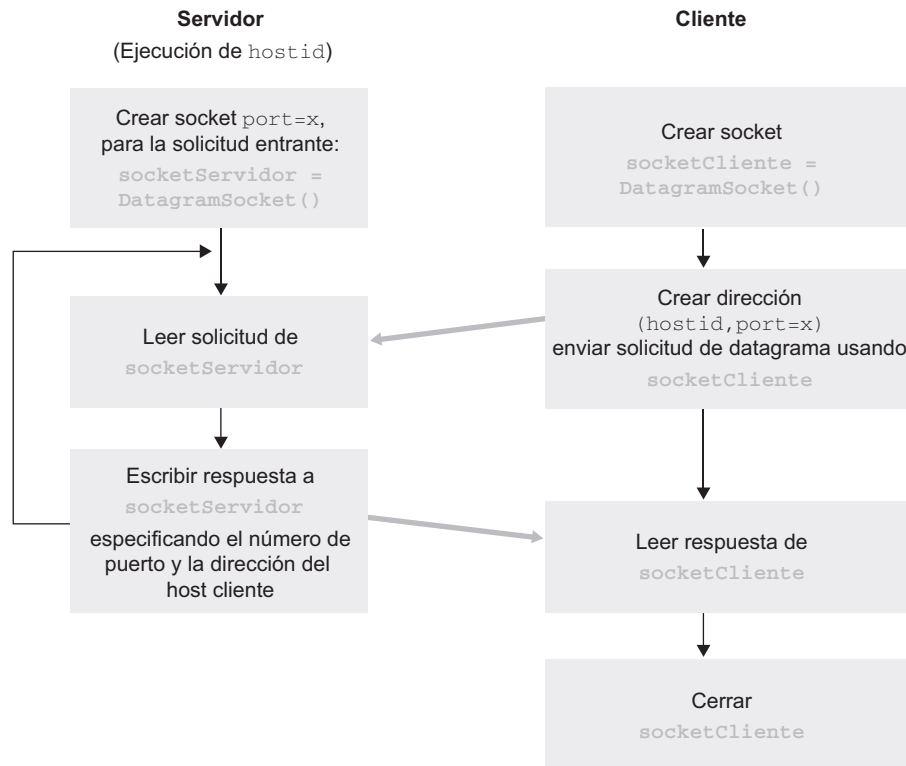 Servidor
(Ejecución de hostid)
Crear socket port=x,
para la solicitud entrante:
socketServidor =
DatagramSocket()
Leer solicitud de
socketServidor
Escribir respuesta a
socketServidor
especificando el número de
puerto y la dirección del
host cliente
Cliente
Crear socket
socketCliente =
DatagramSocket()
Crear dirección
(hostid,port=x)
enviar solicitud de datagrama usando
socketCliente
Leer respuesta de
socketCliente
Cerrar
socketCliente